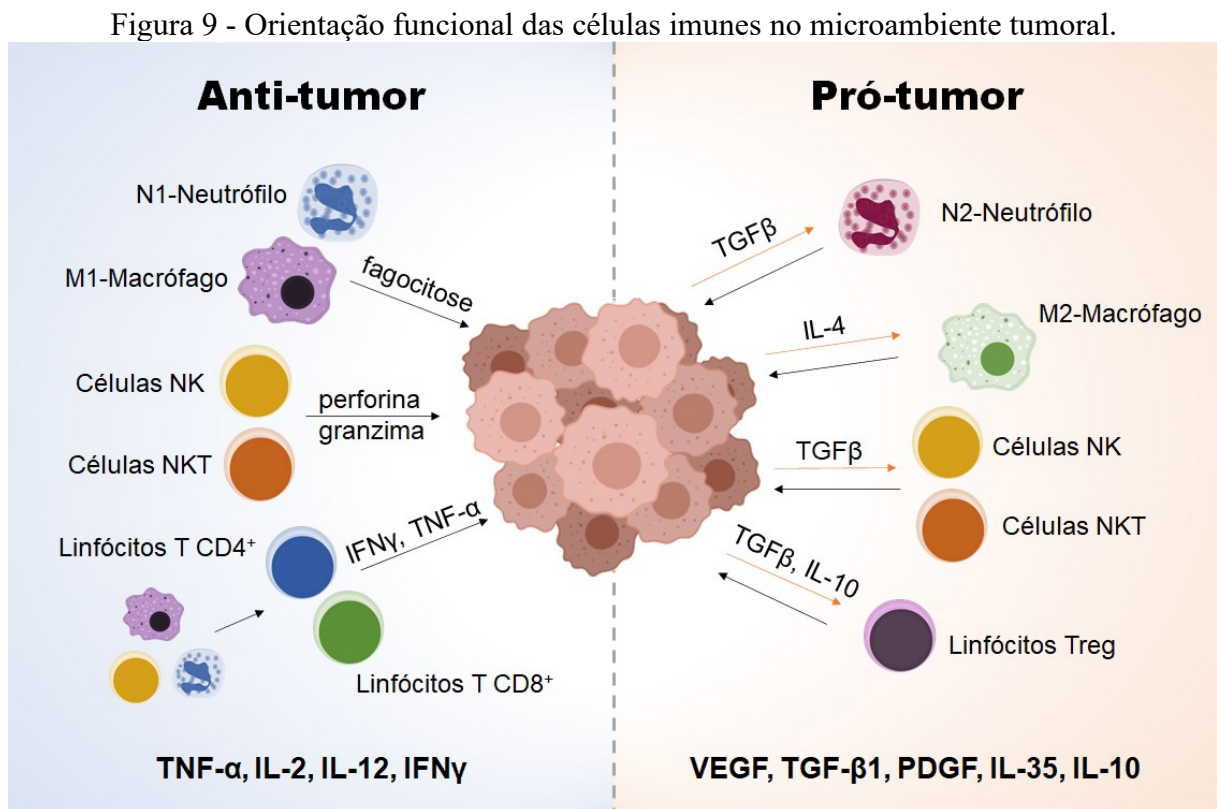 Figura 9 - Orientação funcional das células imunes no microambiente tumoral.
Anti-tumor
N1-Neutrófilo
M1-Macrófago
fagocitose
Células NK
perforina
granzima
Células NKT
Linfócitos T CD4⁺
IFNγ, TNF-α
Linfócitos T CD8⁺
TNF-α, IL-2, IL-12, IFNγ
Pró-tumor
N2-Neutrófilo
TGFβ
M2-Macrófago
IL-4
Células NK
TGFβ
Células NKT
TGFβ, IL-10
Linfócitos Treg
VEGF, TGF-β1, PDGF, IL-35, IL-10